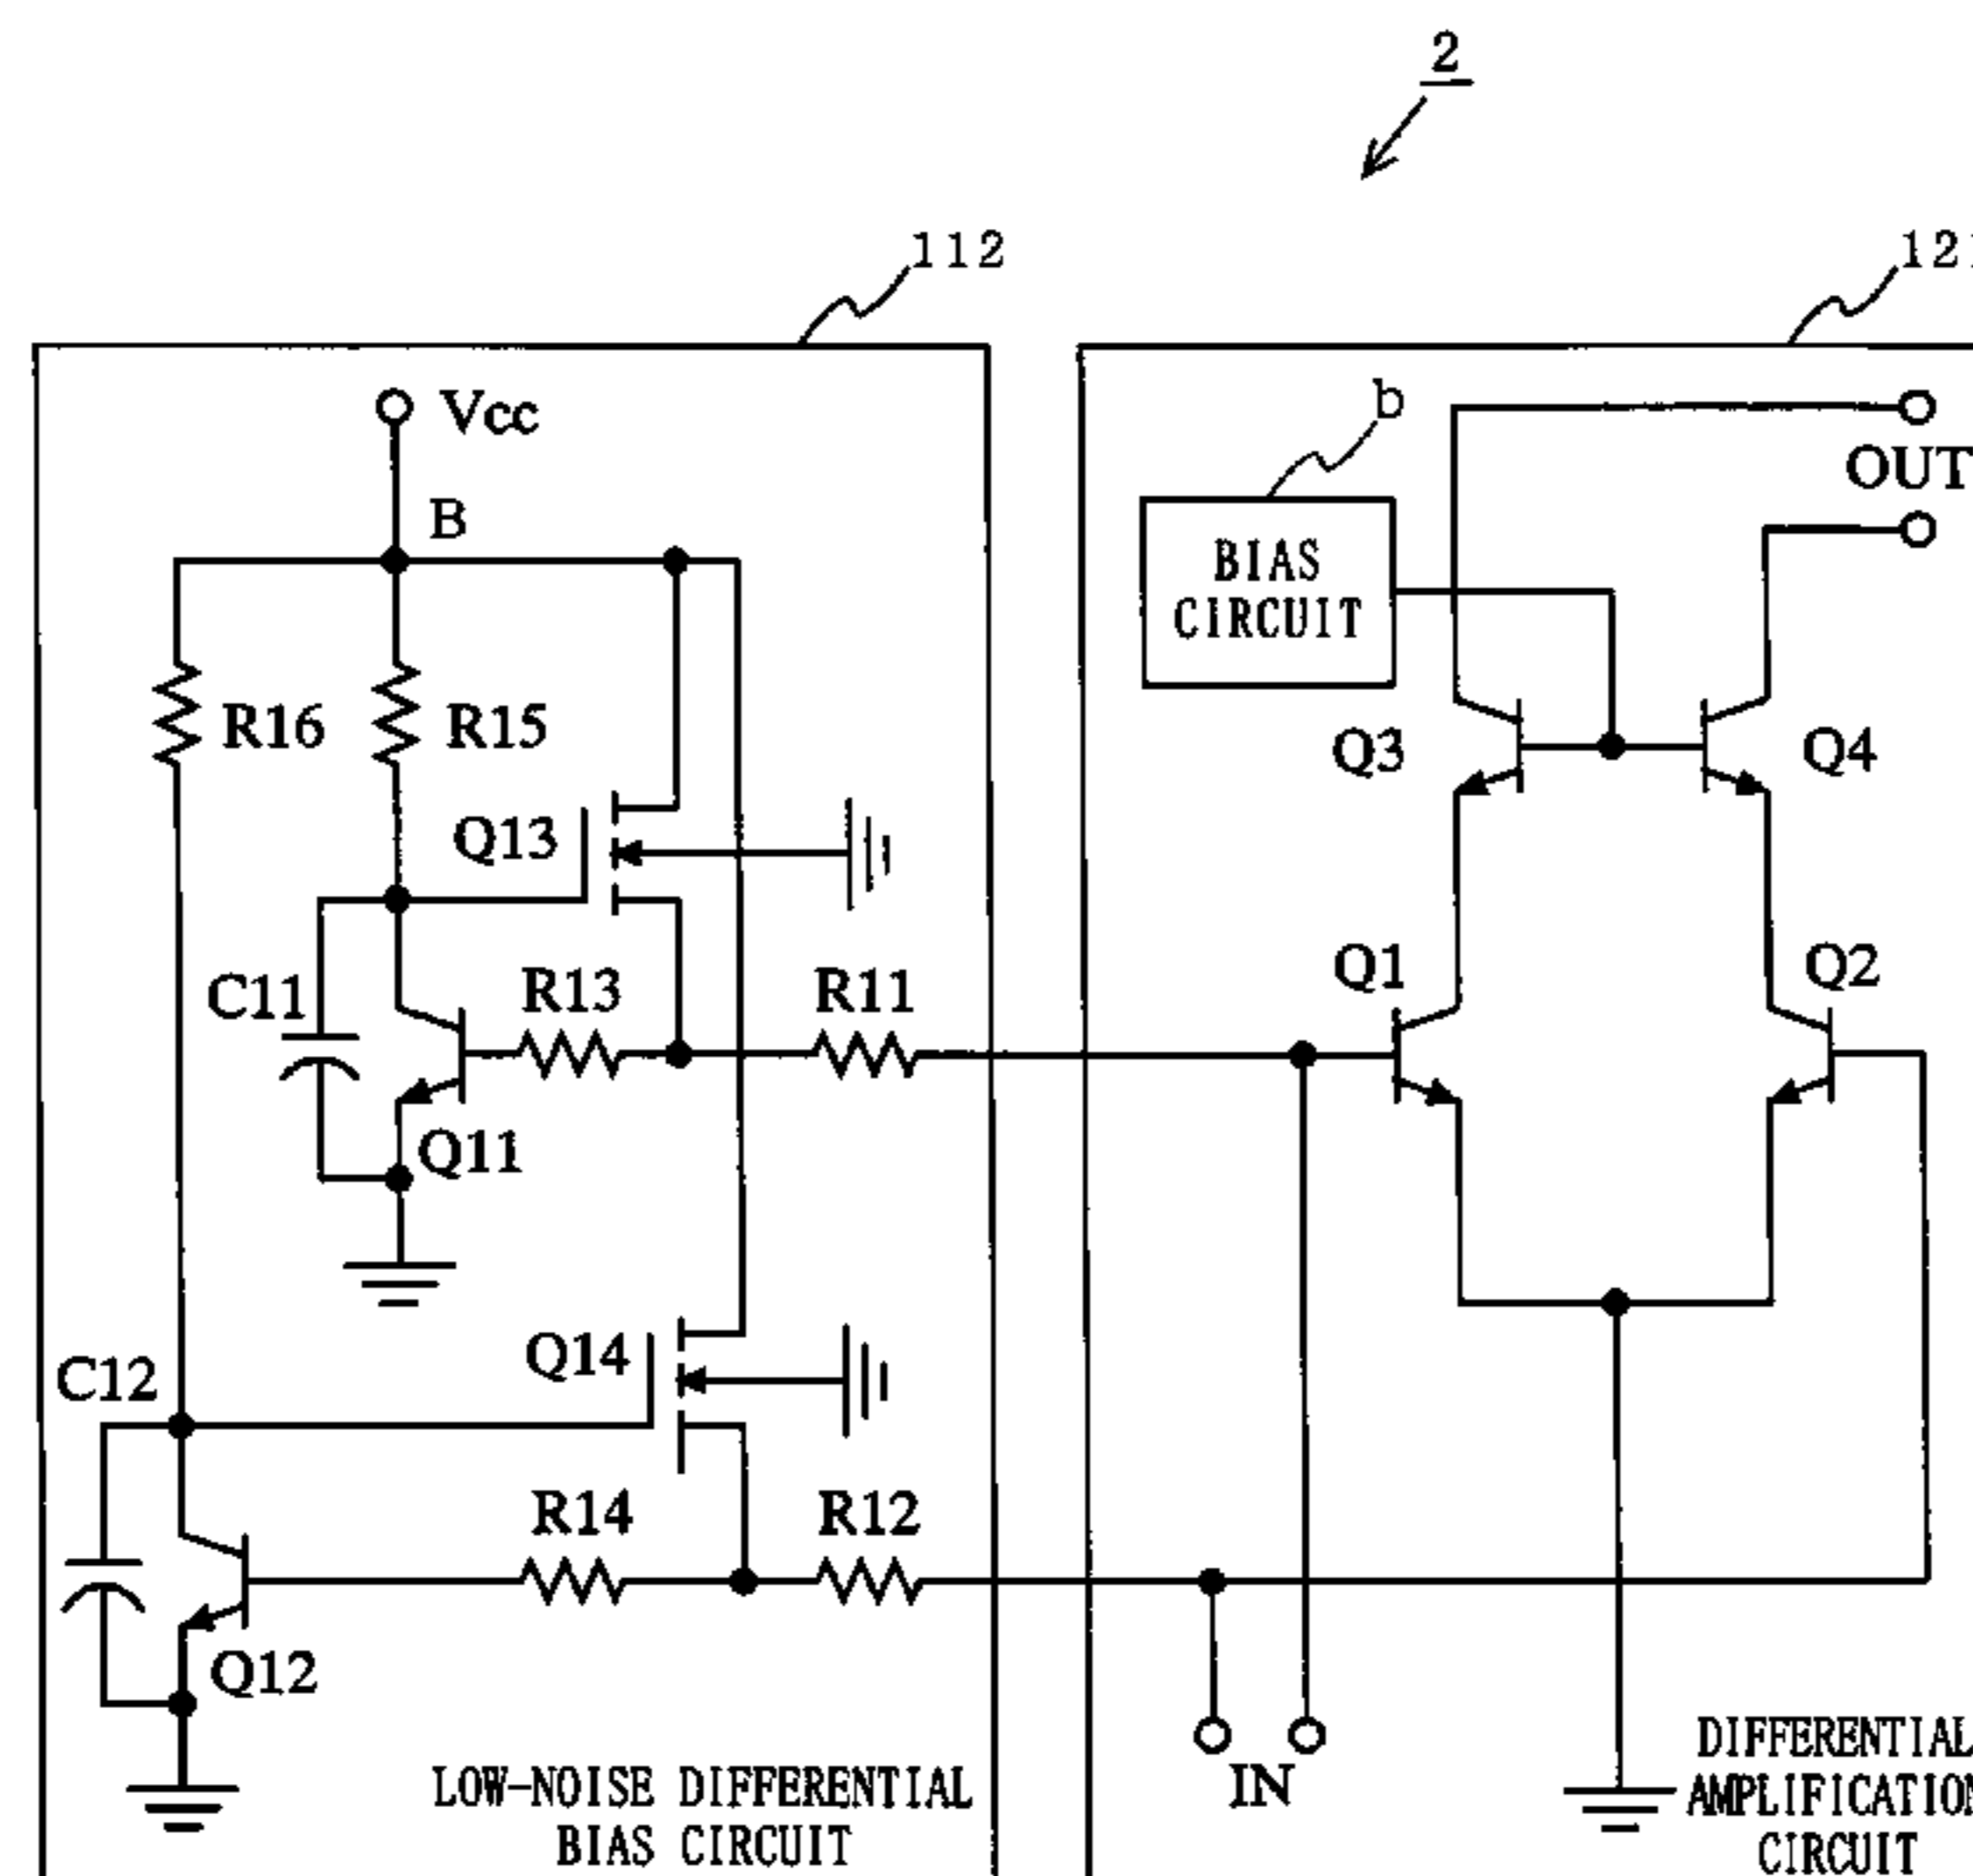 2
112
121
Vcc
b
OUT
B
BIAS
CIRCUIT
R16
R15
Q3
Q4
Q13
C11
R13
R11
Q1
Q2
Q11
Q14
C12
R14
R12
Q12
IN
LOW-NOISE DIFFERENTIAL
BIAS CIRCUIT
DIFFERENTIAL
AMPLIFICATION
CIRCUIT